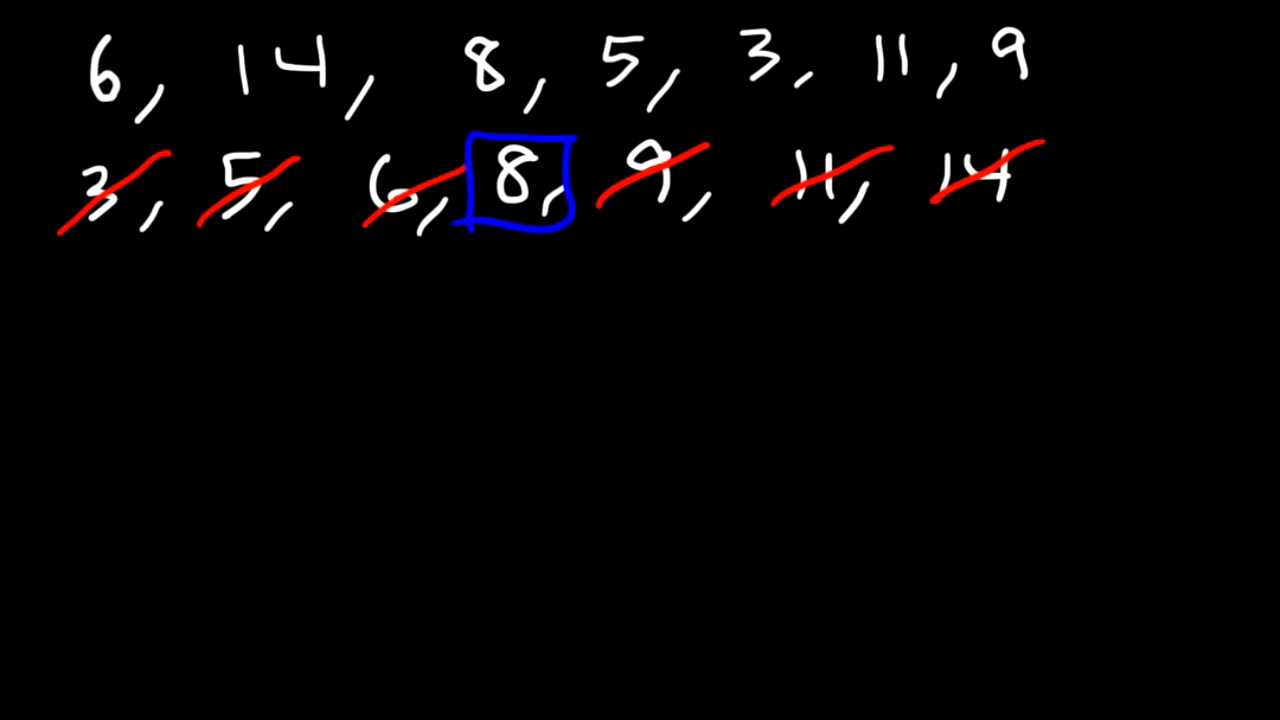 6, 14, 8, 5, 3, 11, 9
3, 5, 6, 8, 9, 11, 14